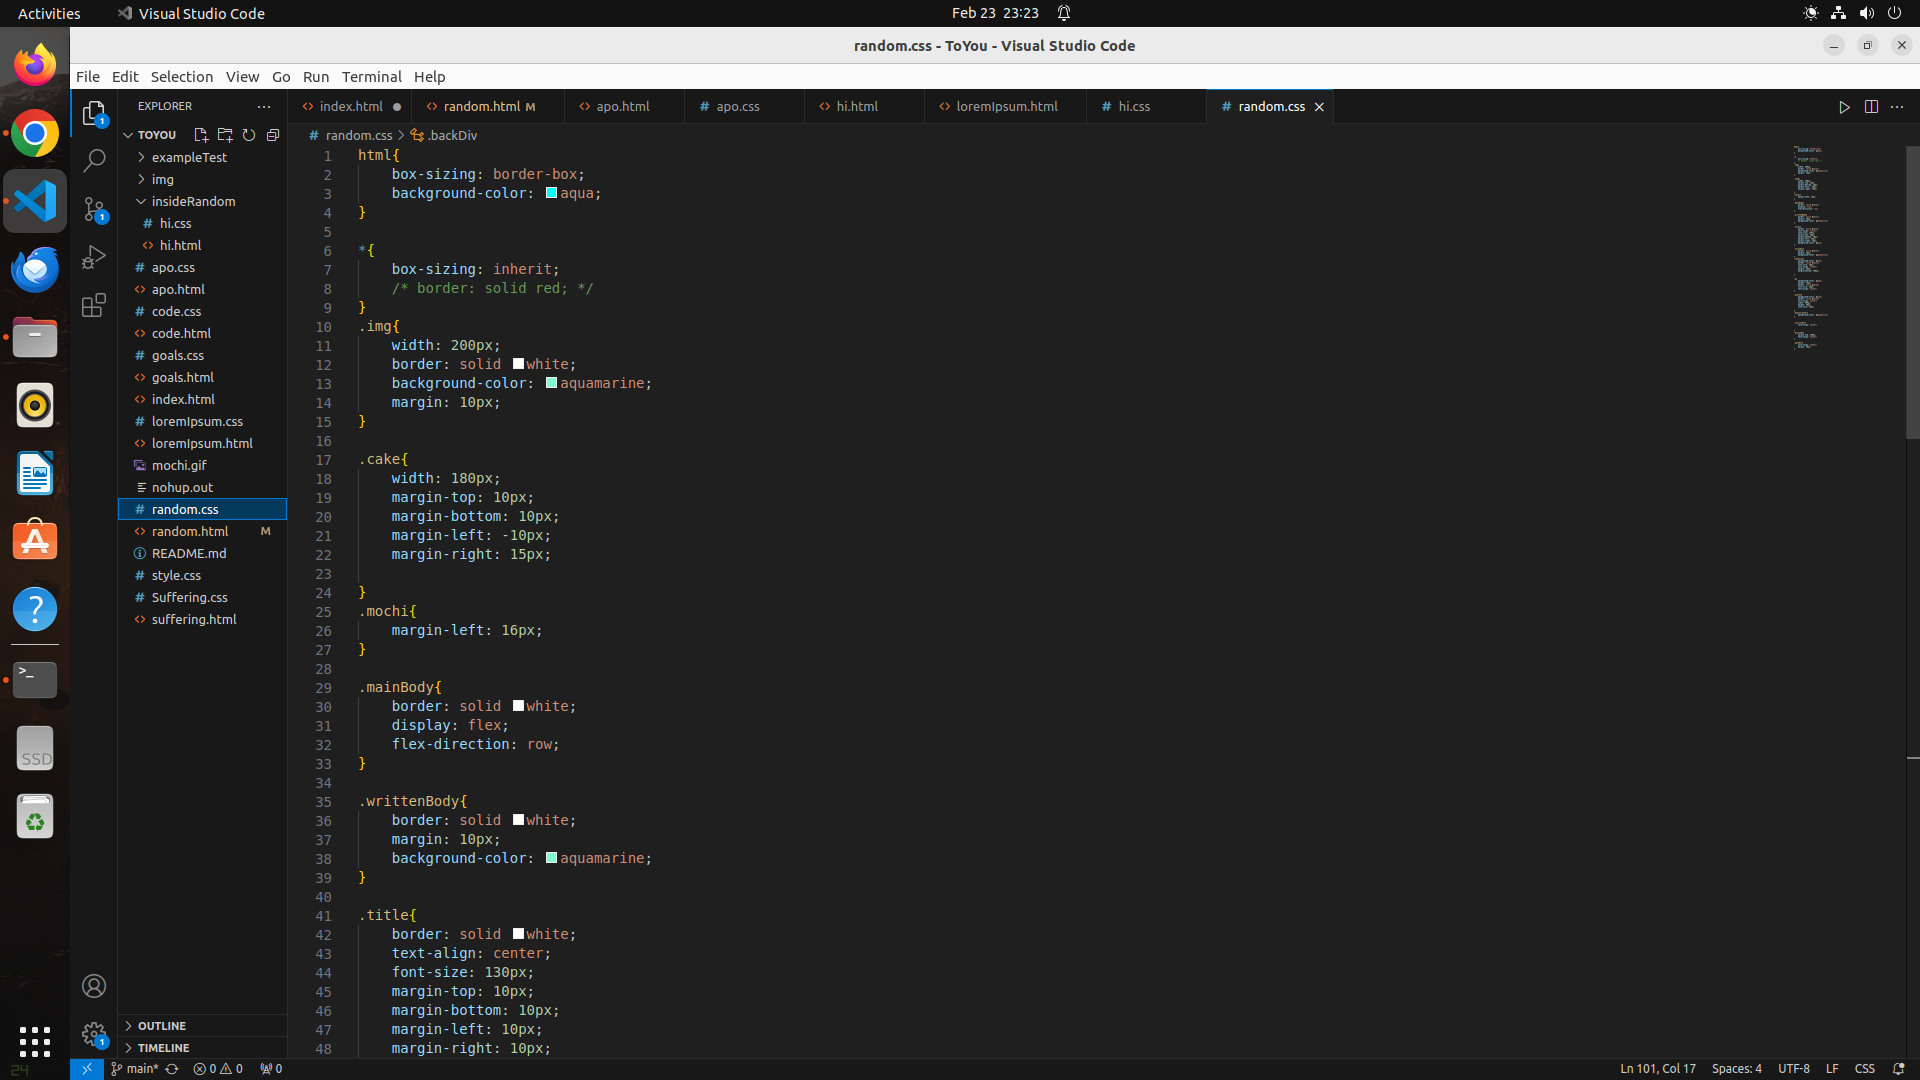 Activities
Visual Studio Code
Feb 23 23:23
random.css - ToYou - Visual Studio Code
File Edit Selection View Go Run Terminal Help
EXPLORER
index.html
random.html M
apo.html
apo.css
hi.html
loremIpsum.html
hi.css
random.css
TOYOU
random.css > .backDiv
exampleTest
img
insideRandom
hi.css
hi.html
apo.css
apo.html
code.css
code.html
goals.css
goals.html
index.html
loremIpsum.css
loremIpsum.html
mochi.gif
nohup.out
random.css
random.html M
README.md
style.css
Suffering.css
suffering.html
OUTLINE
TIMELINE
1 html{
2 box-sizing: border-box;
3 background-color: aqua;
4 }
5
6 *{
7 box-sizing: inherit;
8 /* border: solid red; */
9 }
10 .img{
11 width: 200px;
12 border: solid white;
13 background-color: aquamarine;
14 margin: 10px;
15 }
16
17 .cake{
18 width: 180px;
19 margin-top: 10px;
20 margin-bottom: 10px;
21 margin-left: -10px;
22 margin-right: 15px;
23
24 }
25 .mochi{
26 margin-left: 16px;
27 }
28
29 .mainBody{
30 border: solid white;
31 display: flex;
32 flex-direction: row;
33 }
34
35 .writtenBody{
36 border: solid white;
37 margin: 10px;
38 background-color: aquamarine;
39 }
40
41 .title{
42 border: solid white;
43 text-align: center;
44 font-size: 130px;
45 margin-top: 10px;
46 margin-bottom: 10px;
47 margin-left: 10px;
48 margin-right: 10px;
1
1
1
SSD
24
main*
0 0
0
Ln 101, Col 17
Spaces: 4
UTF-8
LF
CSS